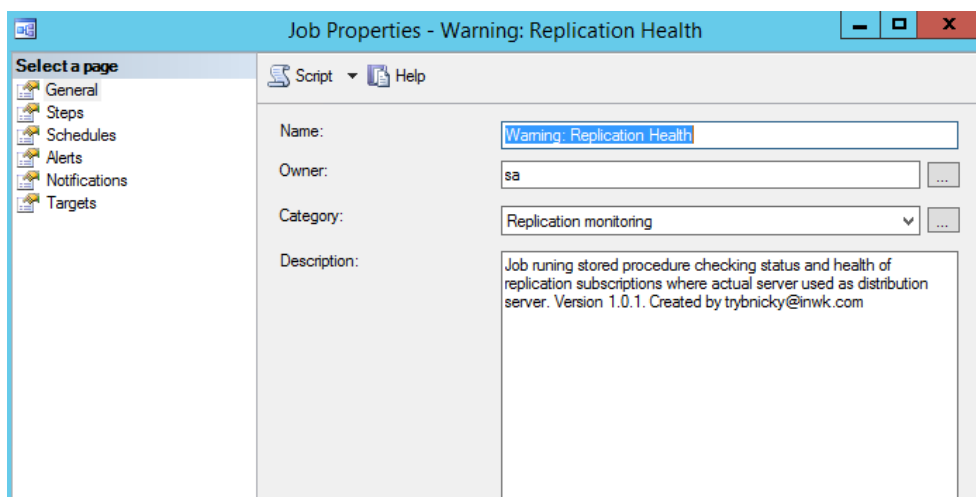 Job Properties - Warning: Replication Health
Select a page
General
Steps
Schedules
Alerts
Notifications
Targets
Script
Help
Name:
Warning: Replication Health
Owner:
sa
...
Category:
Replication monitoring
...
Description:
Job runing stored procedure checking status and health of
replication subscriptions where actual server used as distribution
server. Version 1.0.1. Created by trybnicky@inwk.com